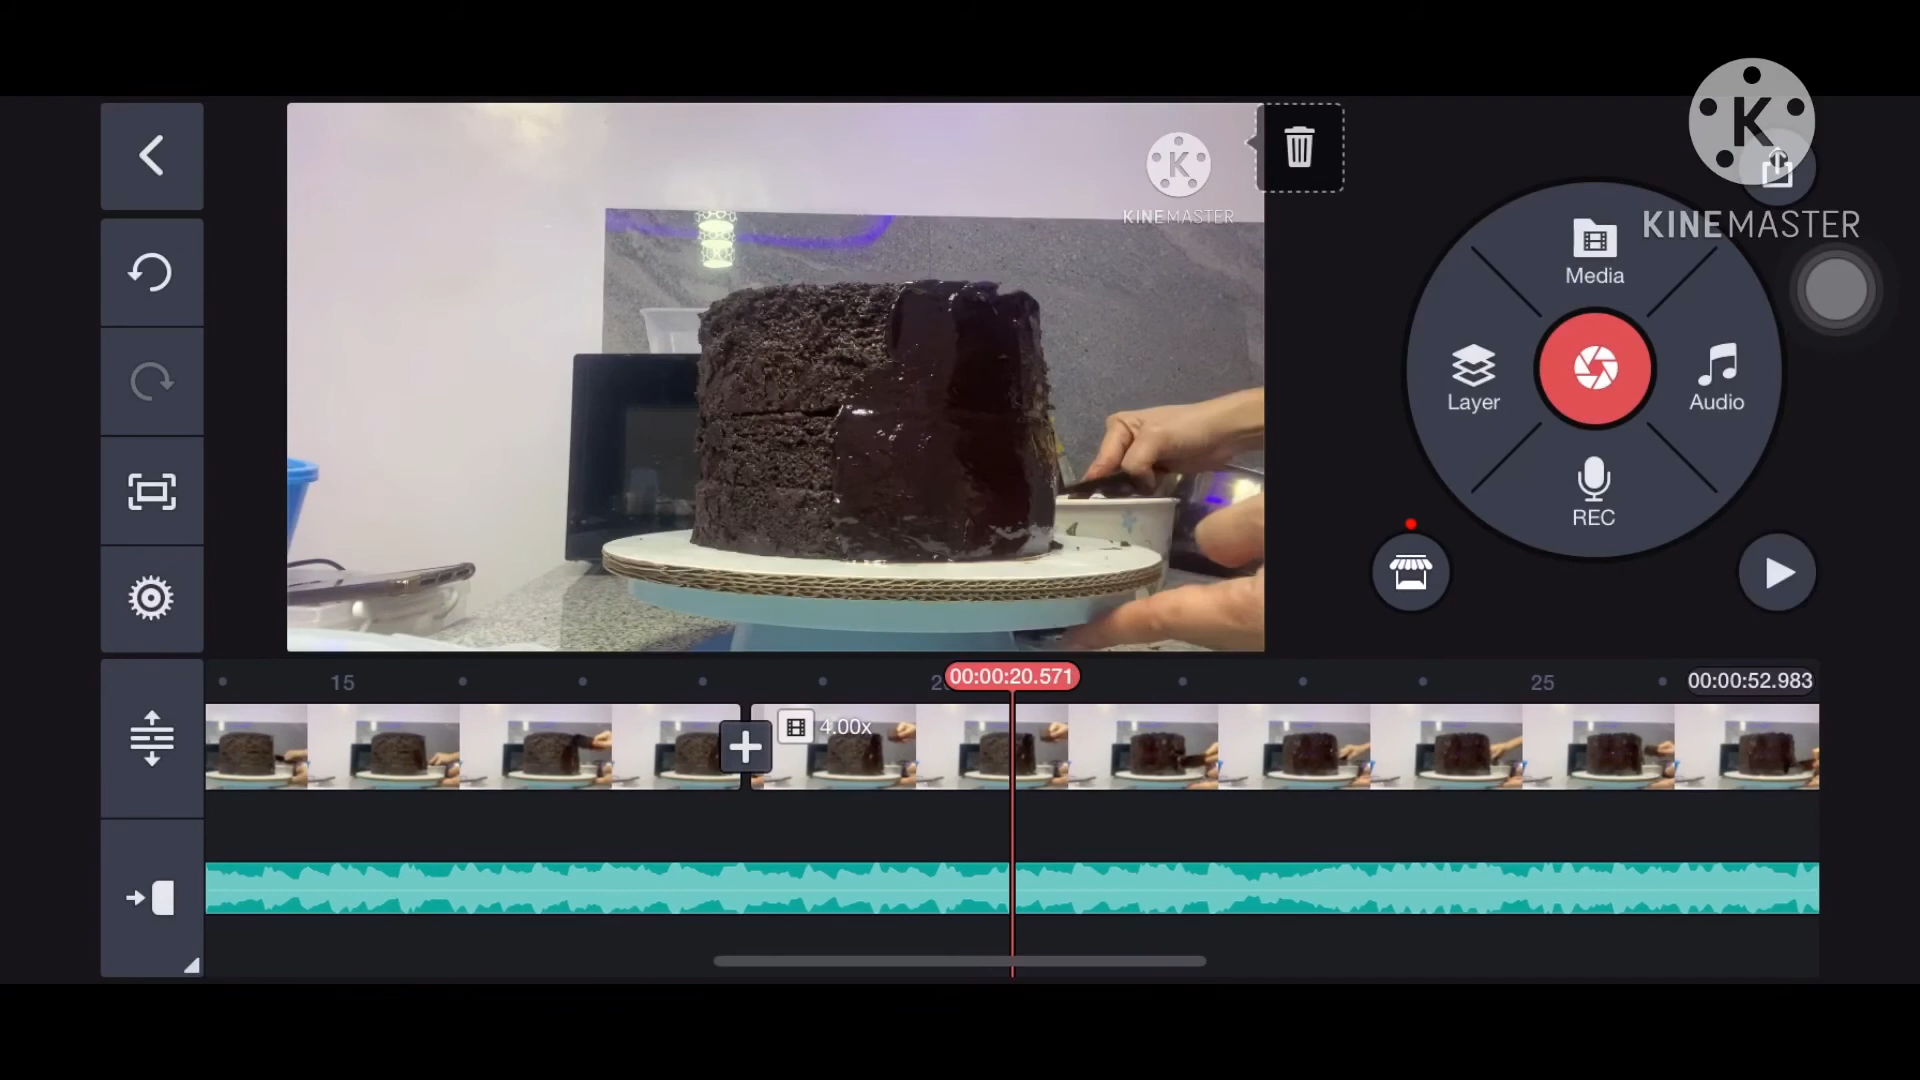 K
KINEMASTER
K
KINEMASTER
Media
Layer
Audio
REC
15
00:00:20.571
25
00:00:52.983
4.00x